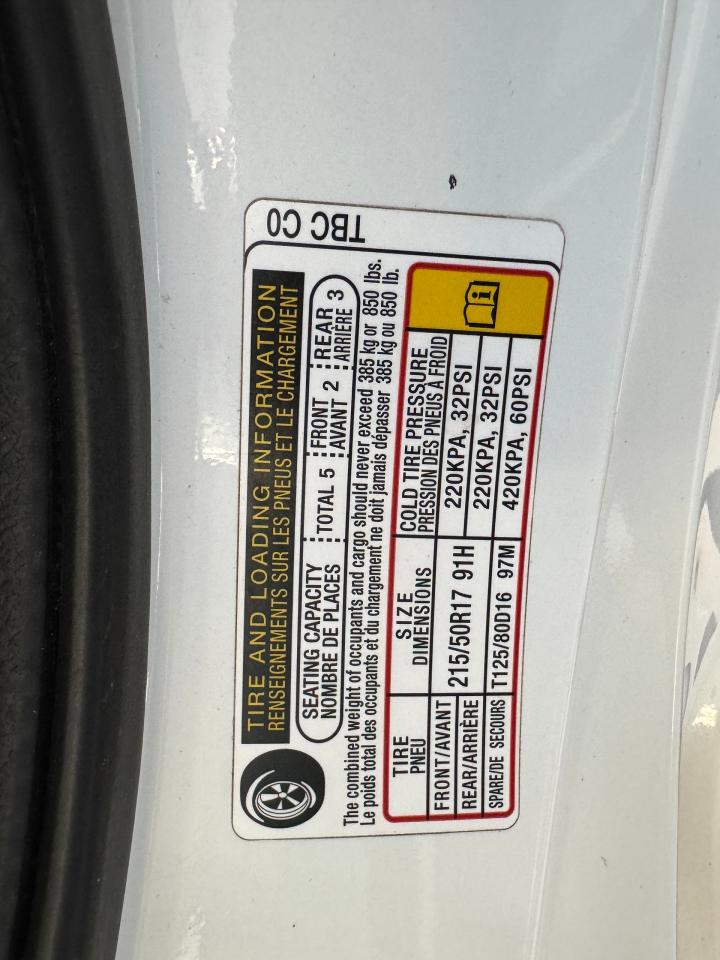 TBC C0
TIRE AND LOADING INFORMATION
RENSEIGNEMENTS SUR LES PNEUS ET LE CHARGEMENT
SEATING CAPACITY
NOMBRE DE PLACES
TOTAL 5
FRONT
AVANT 2
REAR
ARRIÈRE 3
The combined weight of occupants and cargo should never exceed 385 kg or 850 lbs.
Le poids total des occupants et du chargement ne doit jamais dépasser 385 kg ou 850 lb.
TIRE
PNEU
SIZE
DIMENSIONS
COLD TIRE PRESSURE
PRESSION DES PNEUS À FROID
FRONT/AVANT
215/50R17 91H
220KPA, 32PSI
REAR/ARRIÈRE
220KPA, 32PSI
SPARE/DE SECOURS
T125/80D16 97M
420KPA, 60PSI